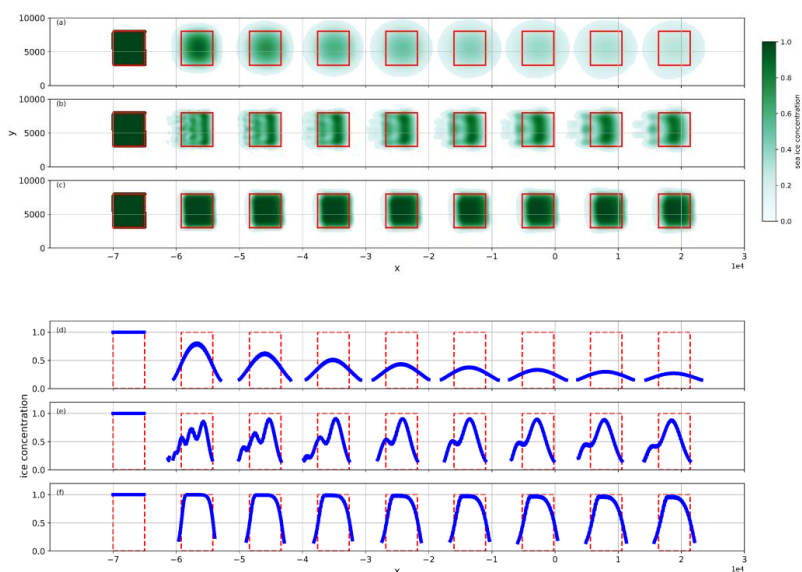 (a)
10000
5000
0
(b)
10000
y
5000
0
(c)
10000
5000
0
-7 -6 -5 -4 -3 -2 -1 0 1 2 3
x
1e4
1.0
0.8
0.6
0.4
0.2
0.0
sea ice concentration
(d)
1.0
0.5
0.0
(e)
1.0
0.5
0.0
ice concentration
(f)
1.0
0.5
0.0
-7 -6 -5 -4 -3 -2 -1 0 1 2 3
x
1e4